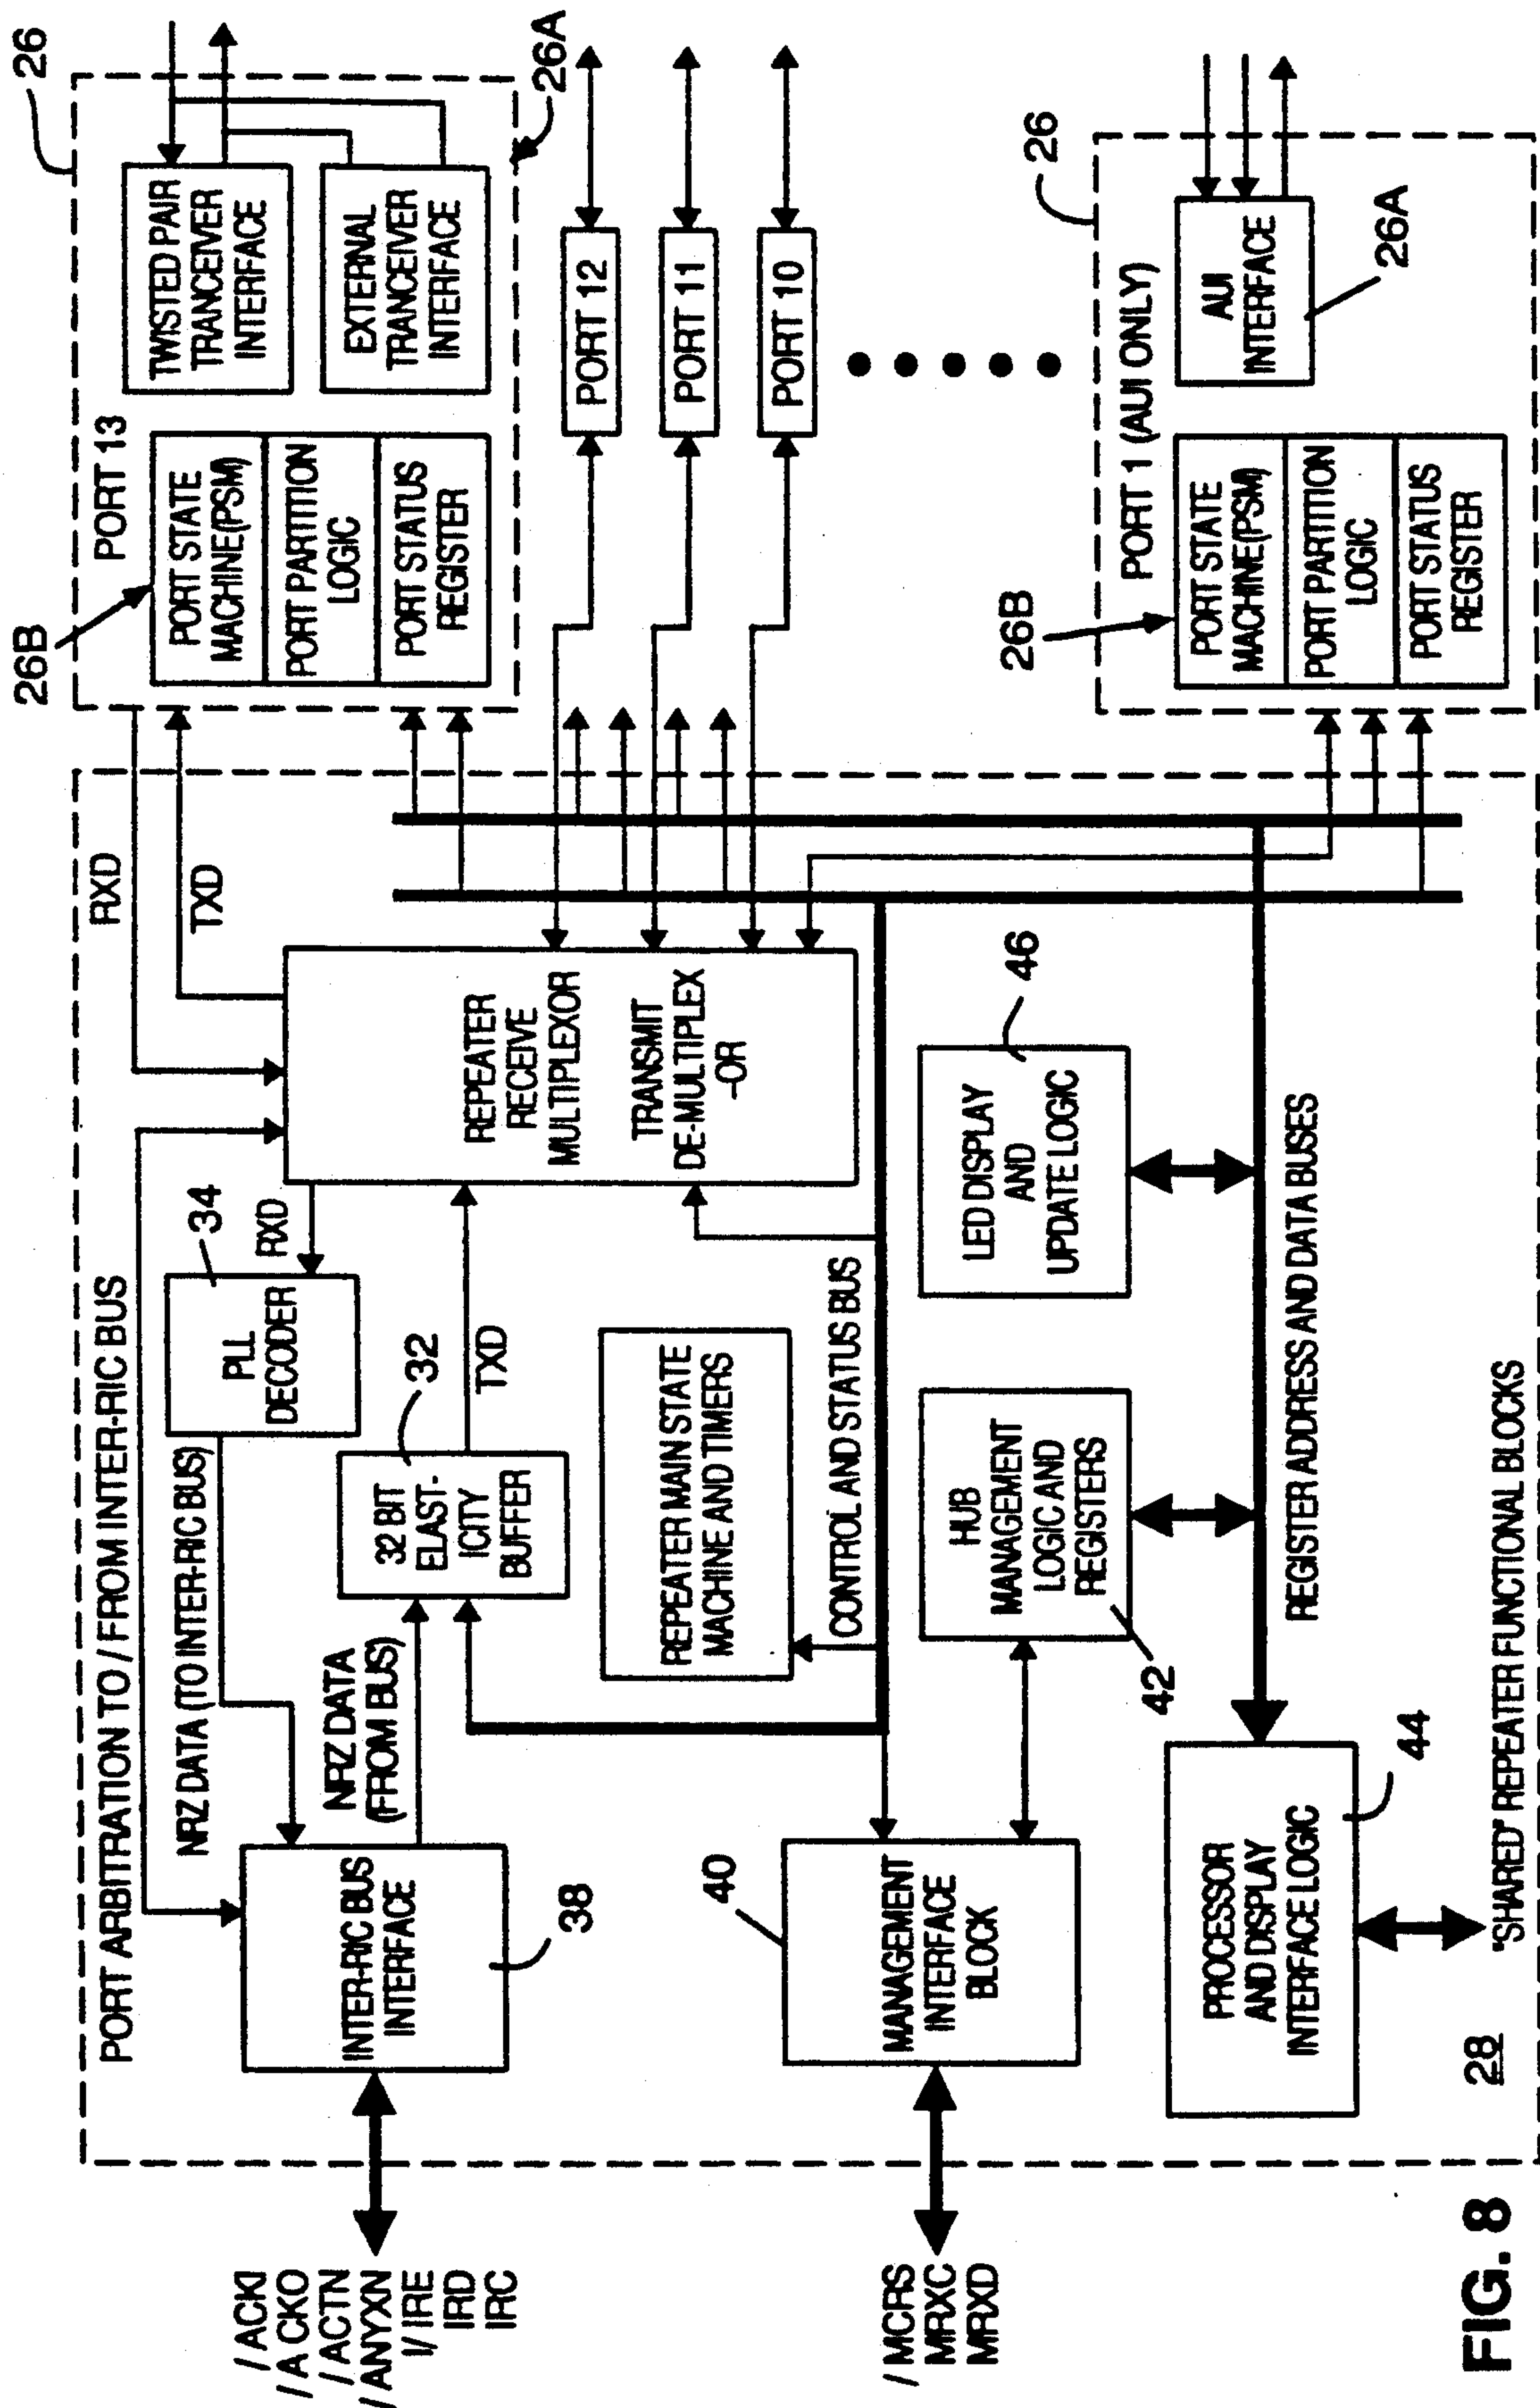 / ACKI
/ A CKO
/ ACTN
/ ANYXN
I/ IRE
IRD
IRC
/ MCRS
MRXC
MRXD
PORT ARBITRATION TO / FROM INTER-RIC BUS
NRZ DATA (TO INTER-RIC BUS)
INTER-RIC BUS
INTERFACE
38
NRZ DATA
(FROM BUS)
34
PLL
DECODER
RXD
32
32 BIT
ELAST-
ICITY
BUFFER
TXD
REPEATER MAIN STATE
MACHINE AND TIMERS
CONTROL AND STATUS BUS
REPEATER
RECEIVE
MULTIPLEXOR
TRANSMIT
DE-MULTIPLEX
-OR
RXD
TXD
40
MANAGEMENT
INTERFACE
BLOCK
HUB
MANAGEMENT
LOGIC AND
REGISTERS
42
LED DISPLAY
AND
UPDATE LOGIC
46
PROCESSOR
AND DISPLAY
INTERFACE LOGIC
44
REGISTER ADDRESS AND DATA BUSES
28
"SHARED" REPEATER FUNCTIONAL BLOCKS
26B
PORT 13
26
PORT STATE
MACHINE(PSM)
PORT PARTITION
LOGIC
PORT STATUS
REGISTER
TWISTED PAIR
TRANCEIVER
INTERFACE
EXTERNAL
TRANCEIVER
INTERFACE
26A
PORT 12
PORT 11
PORT 10
26
PORT 1 (AUI ONLY)
26B
PORT STATE
MACHINE(PSM)
PORT PARTITION
LOGIC
PORT STATUS
REGISTER
AUI
INTERFACE
26A
FIG. 8